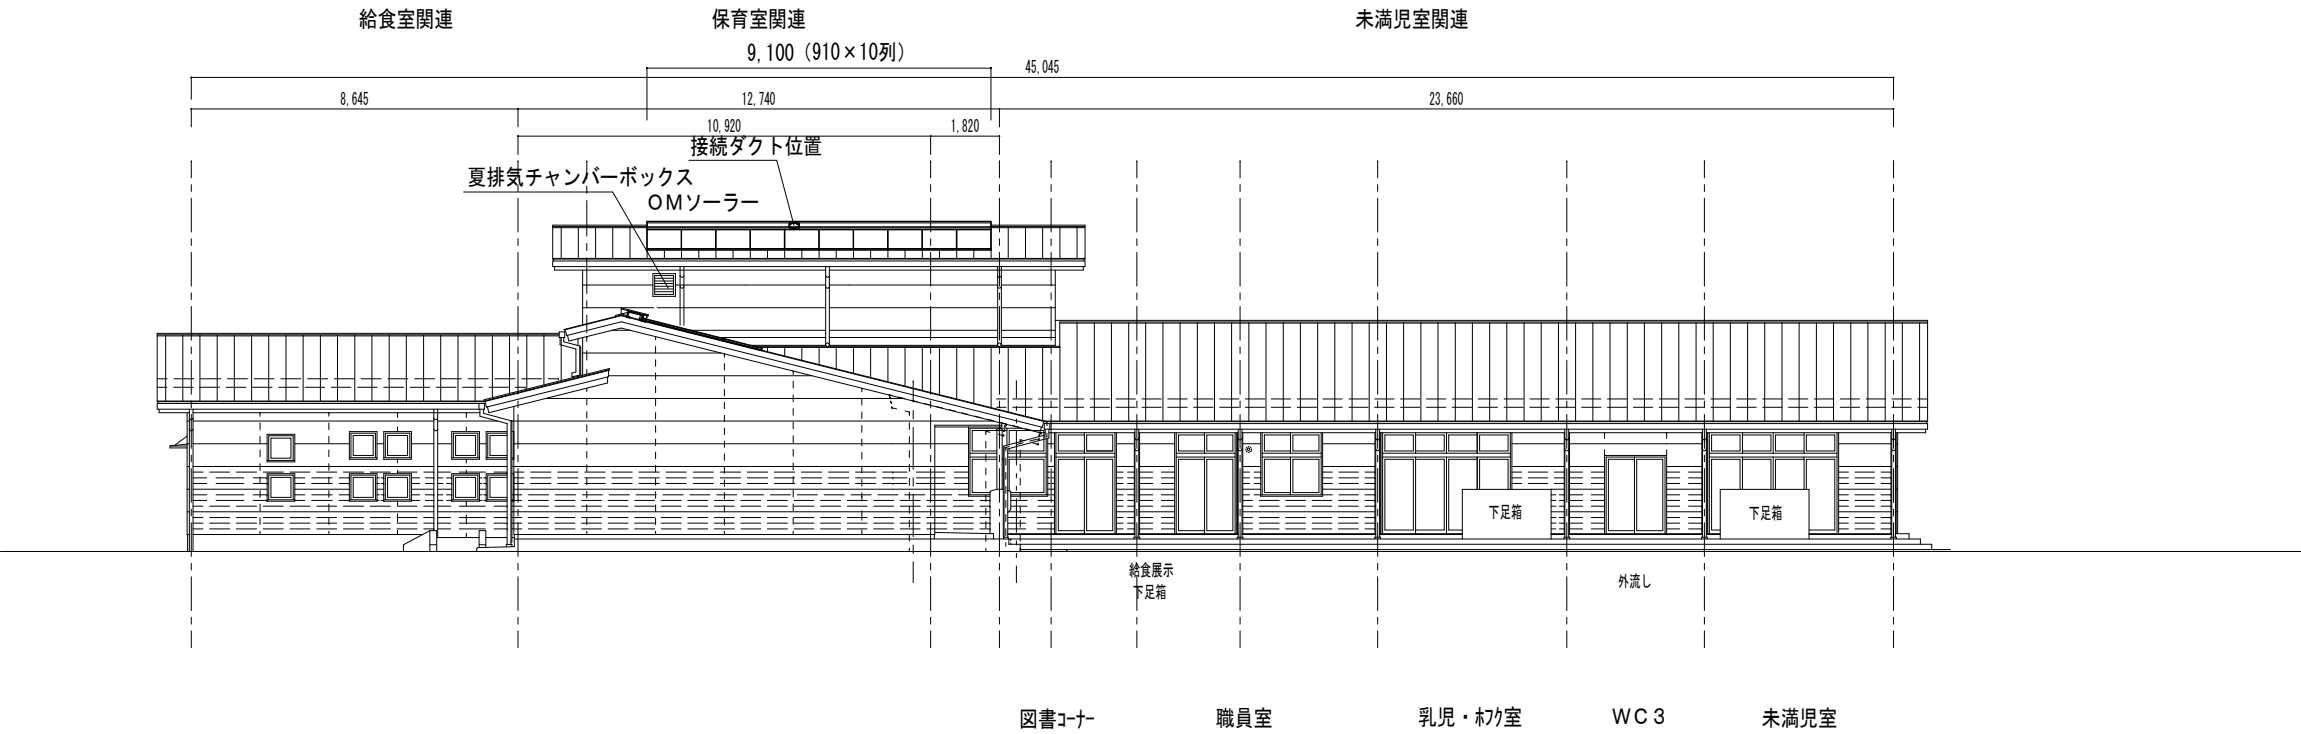 給食室関連
保育室関連
未満児室関連
9,100（910×10列）
45,045
8,645
12,740
23,660
10,920
1,820
接続ダクト位置
夏排気チャンバーボックス
ＯＭソーラー
下足箱
下足箱
給食展示
下足箱
外流し
図書ｺｰﾅｰ
職員室
乳児・ﾎﾌｸ室
ＷＣ３
未満児室